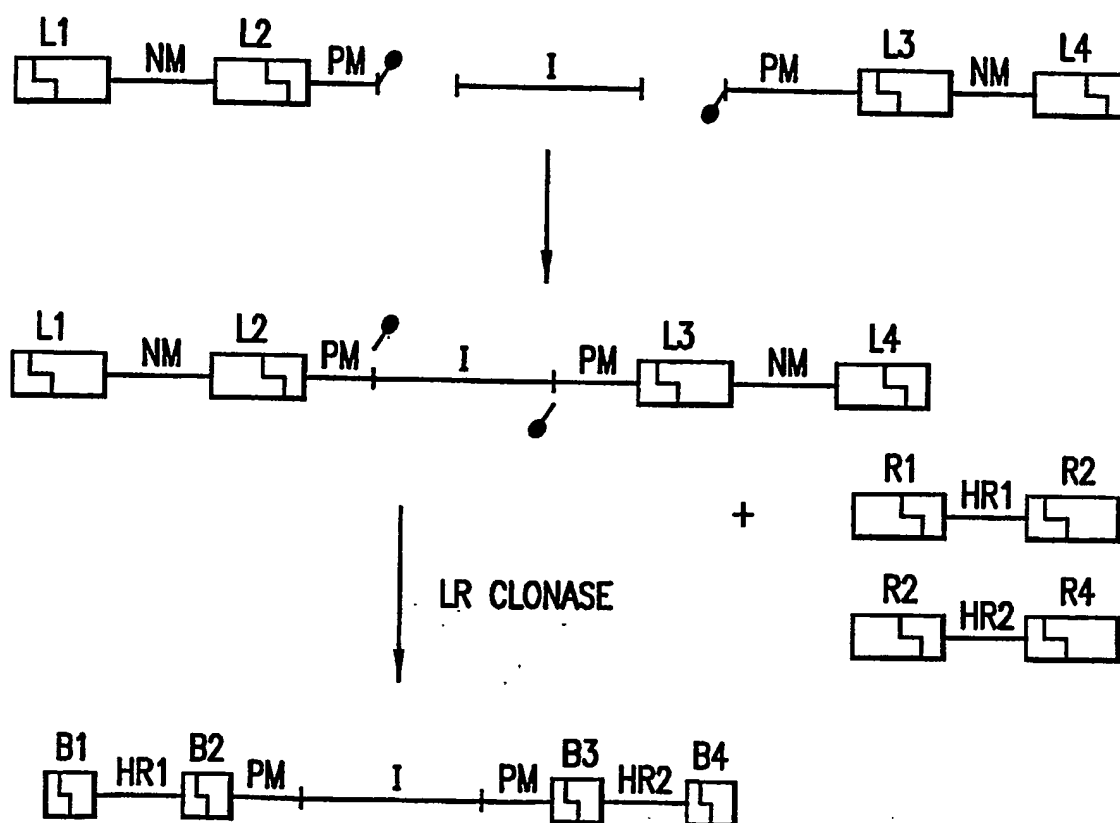 L1 NM L2 PM I PM L3 NM L4
L1 NM L2 PM I PM L3 NM L4
+ R1 HR1 R2
R2 HR2 R4
LR CLONASE
B1 HR1 B2 PM I PM B3 HR2 B4